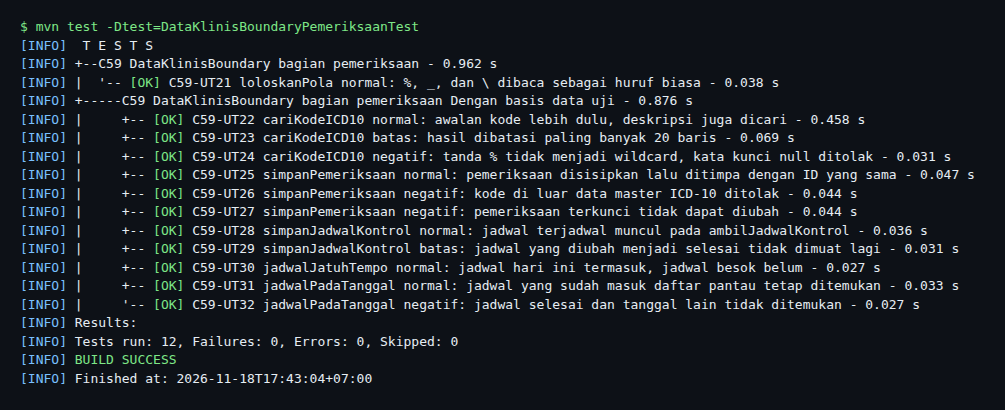 $ mvn test -Dtest=DataKlinisBoundaryPemeriksaanTest
[INFO]  T E S T S
[INFO] +--C59 DataKlinisBoundary bagian pemeriksaan - 0.962 s
[INFO] |  '-- [OK] C59-UT21 loloskanPola normal: %, _, dan \ dibaca sebagai huruf biasa - 0.038 s
[INFO] +-----C59 DataKlinisBoundary bagian pemeriksaan Dengan basis data uji - 0.876 s
[INFO] |     +-- [OK] C59-UT22 cariKodeICD10 normal: awalan kode lebih dulu, deskripsi juga dicari - 0.458 s
[INFO] |     +-- [OK] C59-UT23 cariKodeICD10 batas: hasil dibatasi paling banyak 20 baris - 0.069 s
[INFO] |     +-- [OK] C59-UT24 cariKodeICD10 negatif: tanda % tidak menjadi wildcard, kata kunci null ditolak - 0.031 s
[INFO] |     +-- [OK] C59-UT25 simpanPemeriksaan normal: pemeriksaan disisipkan lalu ditimpa dengan ID yang sama - 0.047 s
[INFO] |     +-- [OK] C59-UT26 simpanPemeriksaan negatif: kode di luar data master ICD-10 ditolak - 0.044 s
[INFO] |     +-- [OK] C59-UT27 simpanPemeriksaan negatif: pemeriksaan terkunci tidak dapat diubah - 0.044 s
[INFO] |     +-- [OK] C59-UT28 simpanJadwalKontrol normal: jadwal terjadwal muncul pada ambilJadwalKontrol - 0.036 s
[INFO] |     +-- [OK] C59-UT29 simpanJadwalKontrol batas: jadwal yang diubah menjadi selesai tidak dimuat lagi - 0.031 s
[INFO] |     +-- [OK] C59-UT30 jadwalJatuhTempo normal: jadwal hari ini termasuk, jadwal besok belum - 0.027 s
[INFO] |     +-- [OK] C59-UT31 jadwalPadaTanggal normal: jadwal yang sudah masuk daftar pantau tetap ditemukan - 0.033 s
[INFO] |     '-- [OK] C59-UT32 jadwalPadaTanggal negatif: jadwal selesai dan tanggal lain tidak ditemukan - 0.027 s
[INFO] Results:
[INFO] Tests run: 12, Failures: 0, Errors: 0, Skipped: 0
[INFO] BUILD SUCCESS
[INFO] Finished at: 2026-11-18T17:43:04+07:00